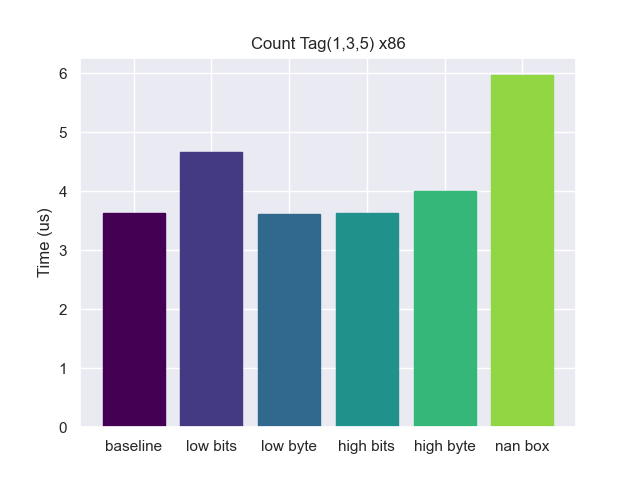 Count Tag(1,3,5) x86
Time (us)
6
5
4
3
2
1
0
baseline low bits low byte high bits high byte nan box